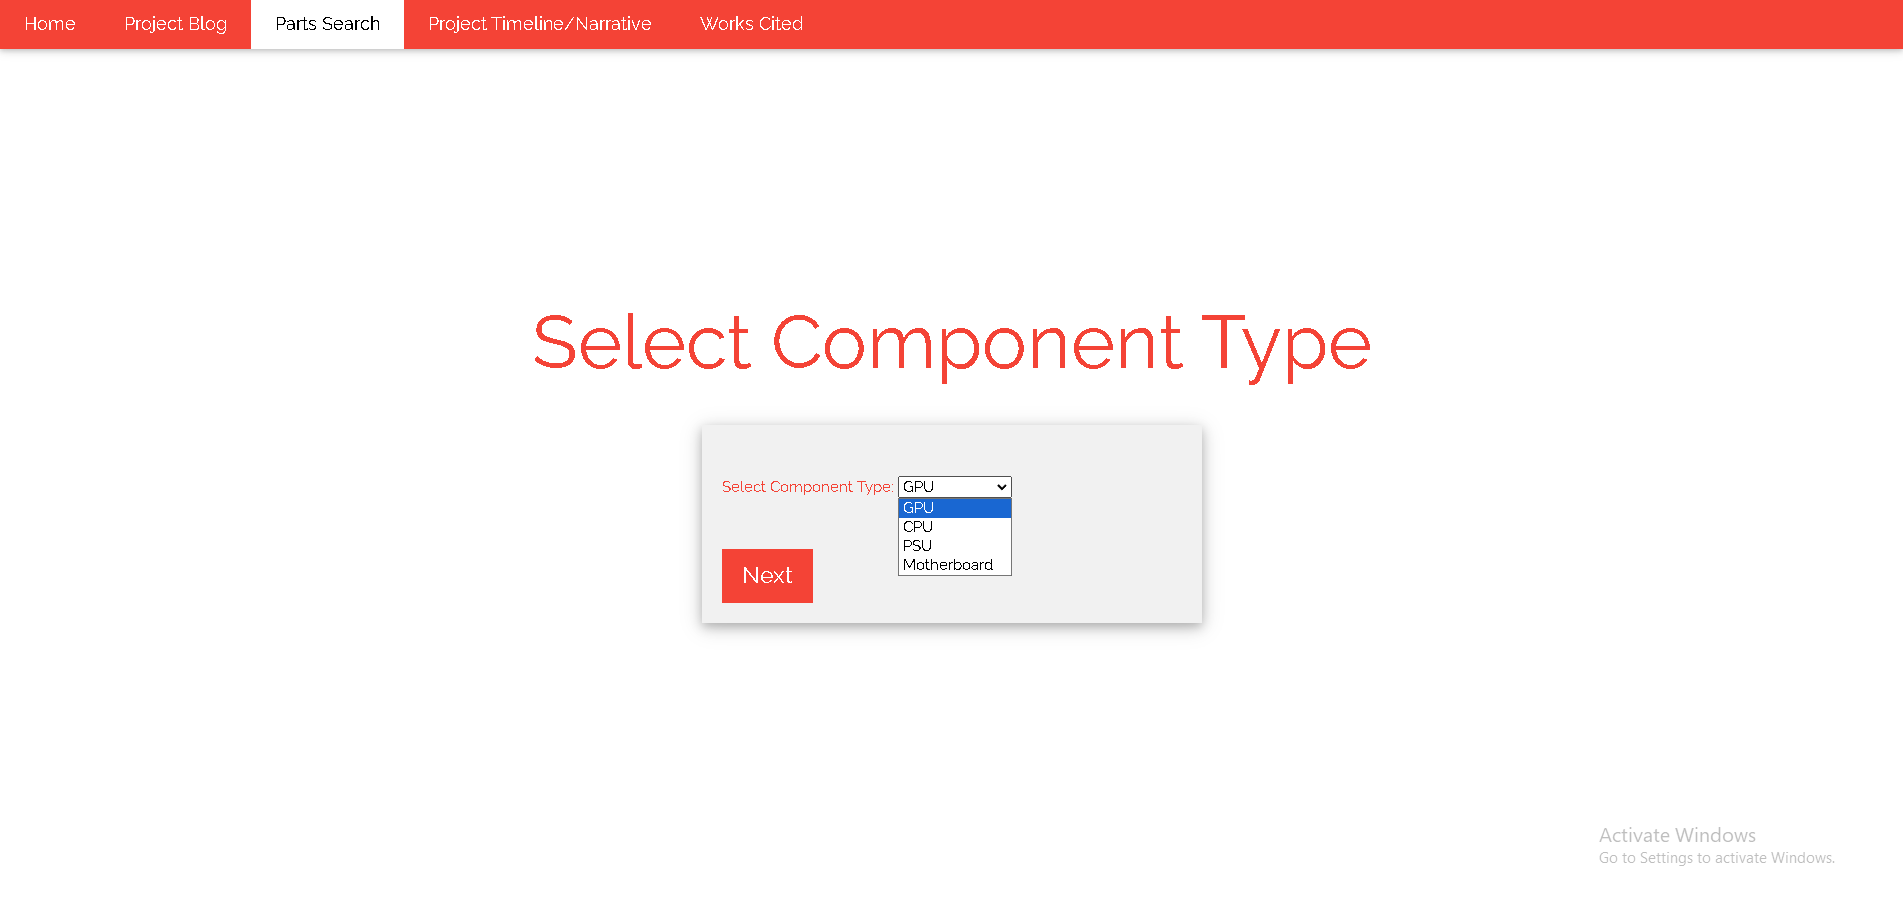 Home Project Blog Parts Search Project Timeline/Narrative Works Cited
Select Component Type
Select Component Type: GPU
GPU
CPU
PSU
Motherboard
Next
Activate Windows
Go to Settings to activate Windows.